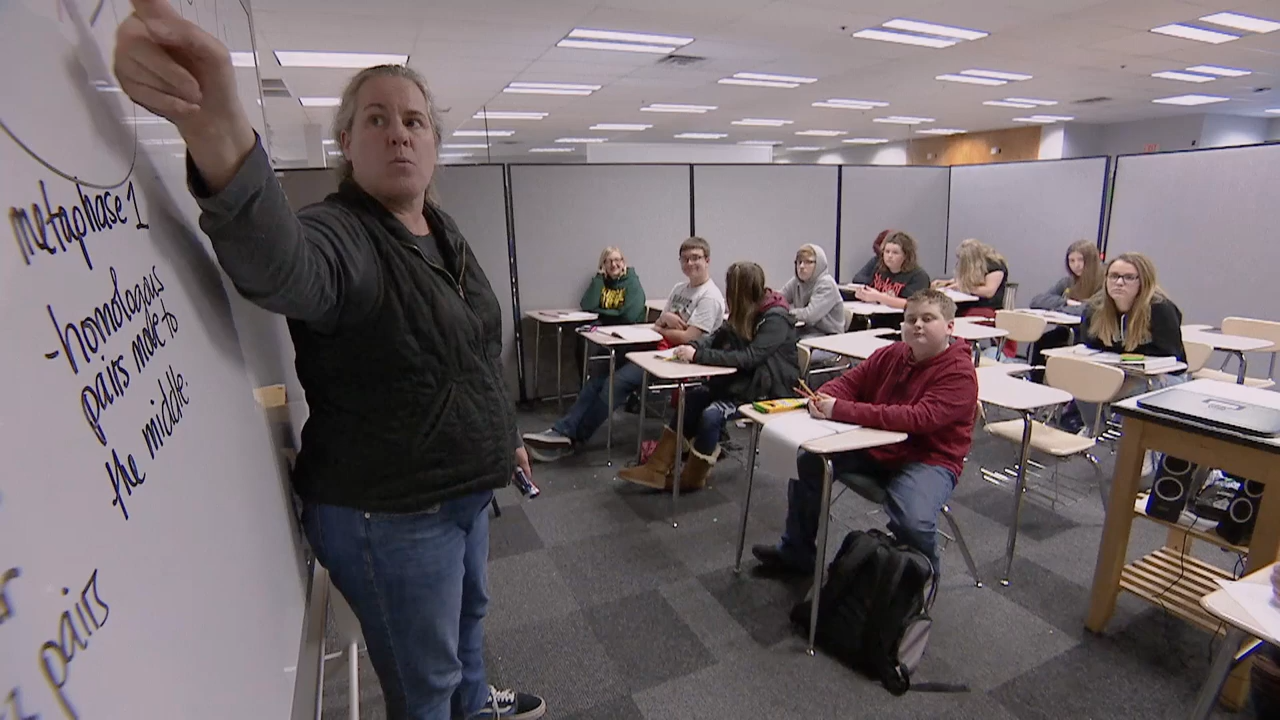 metaphase 1
-homologous
pairs move to
the middle.
pairs